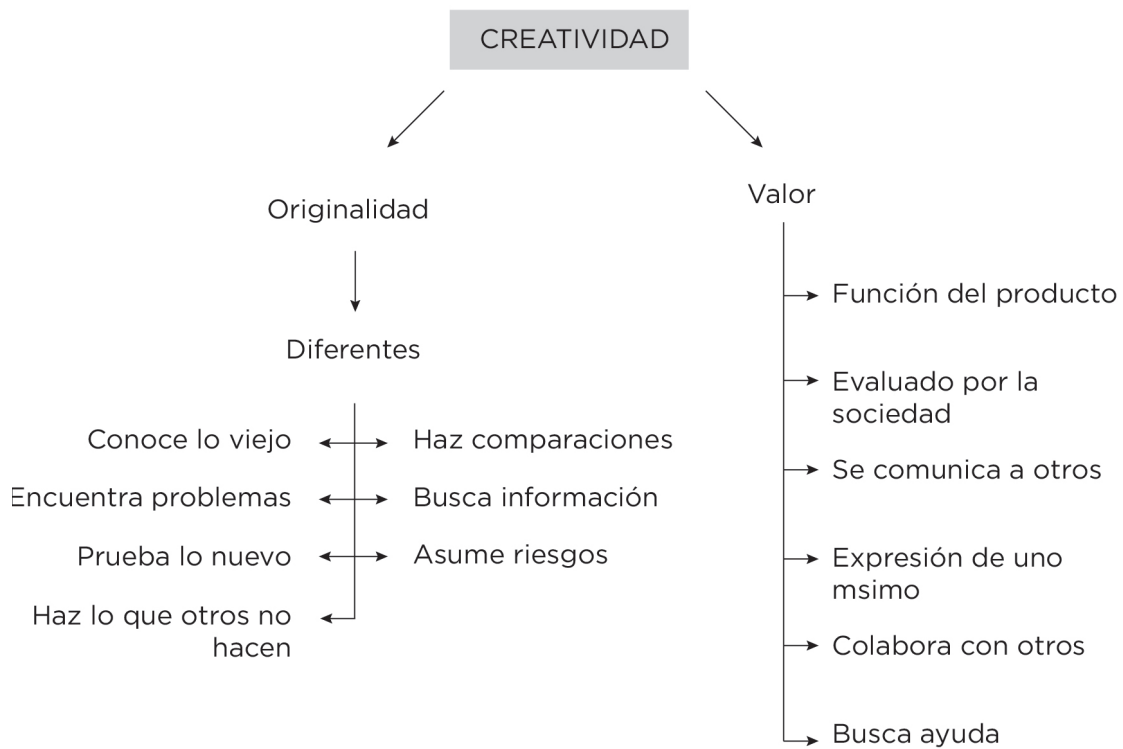 CREATIVIDAD
Originalidad
Valor
Diferentes
Conoce lo viejo
Haz comparaciones
Encuentra problemas
Busca información
Prueba lo nuevo
Asume riesgos
Haz lo que otros no
hacen
Función del producto
Evaluado por la
sociedad
Se comunica a otros
Expresión de uno
msimo
Colabora con otros
Busca ayuda